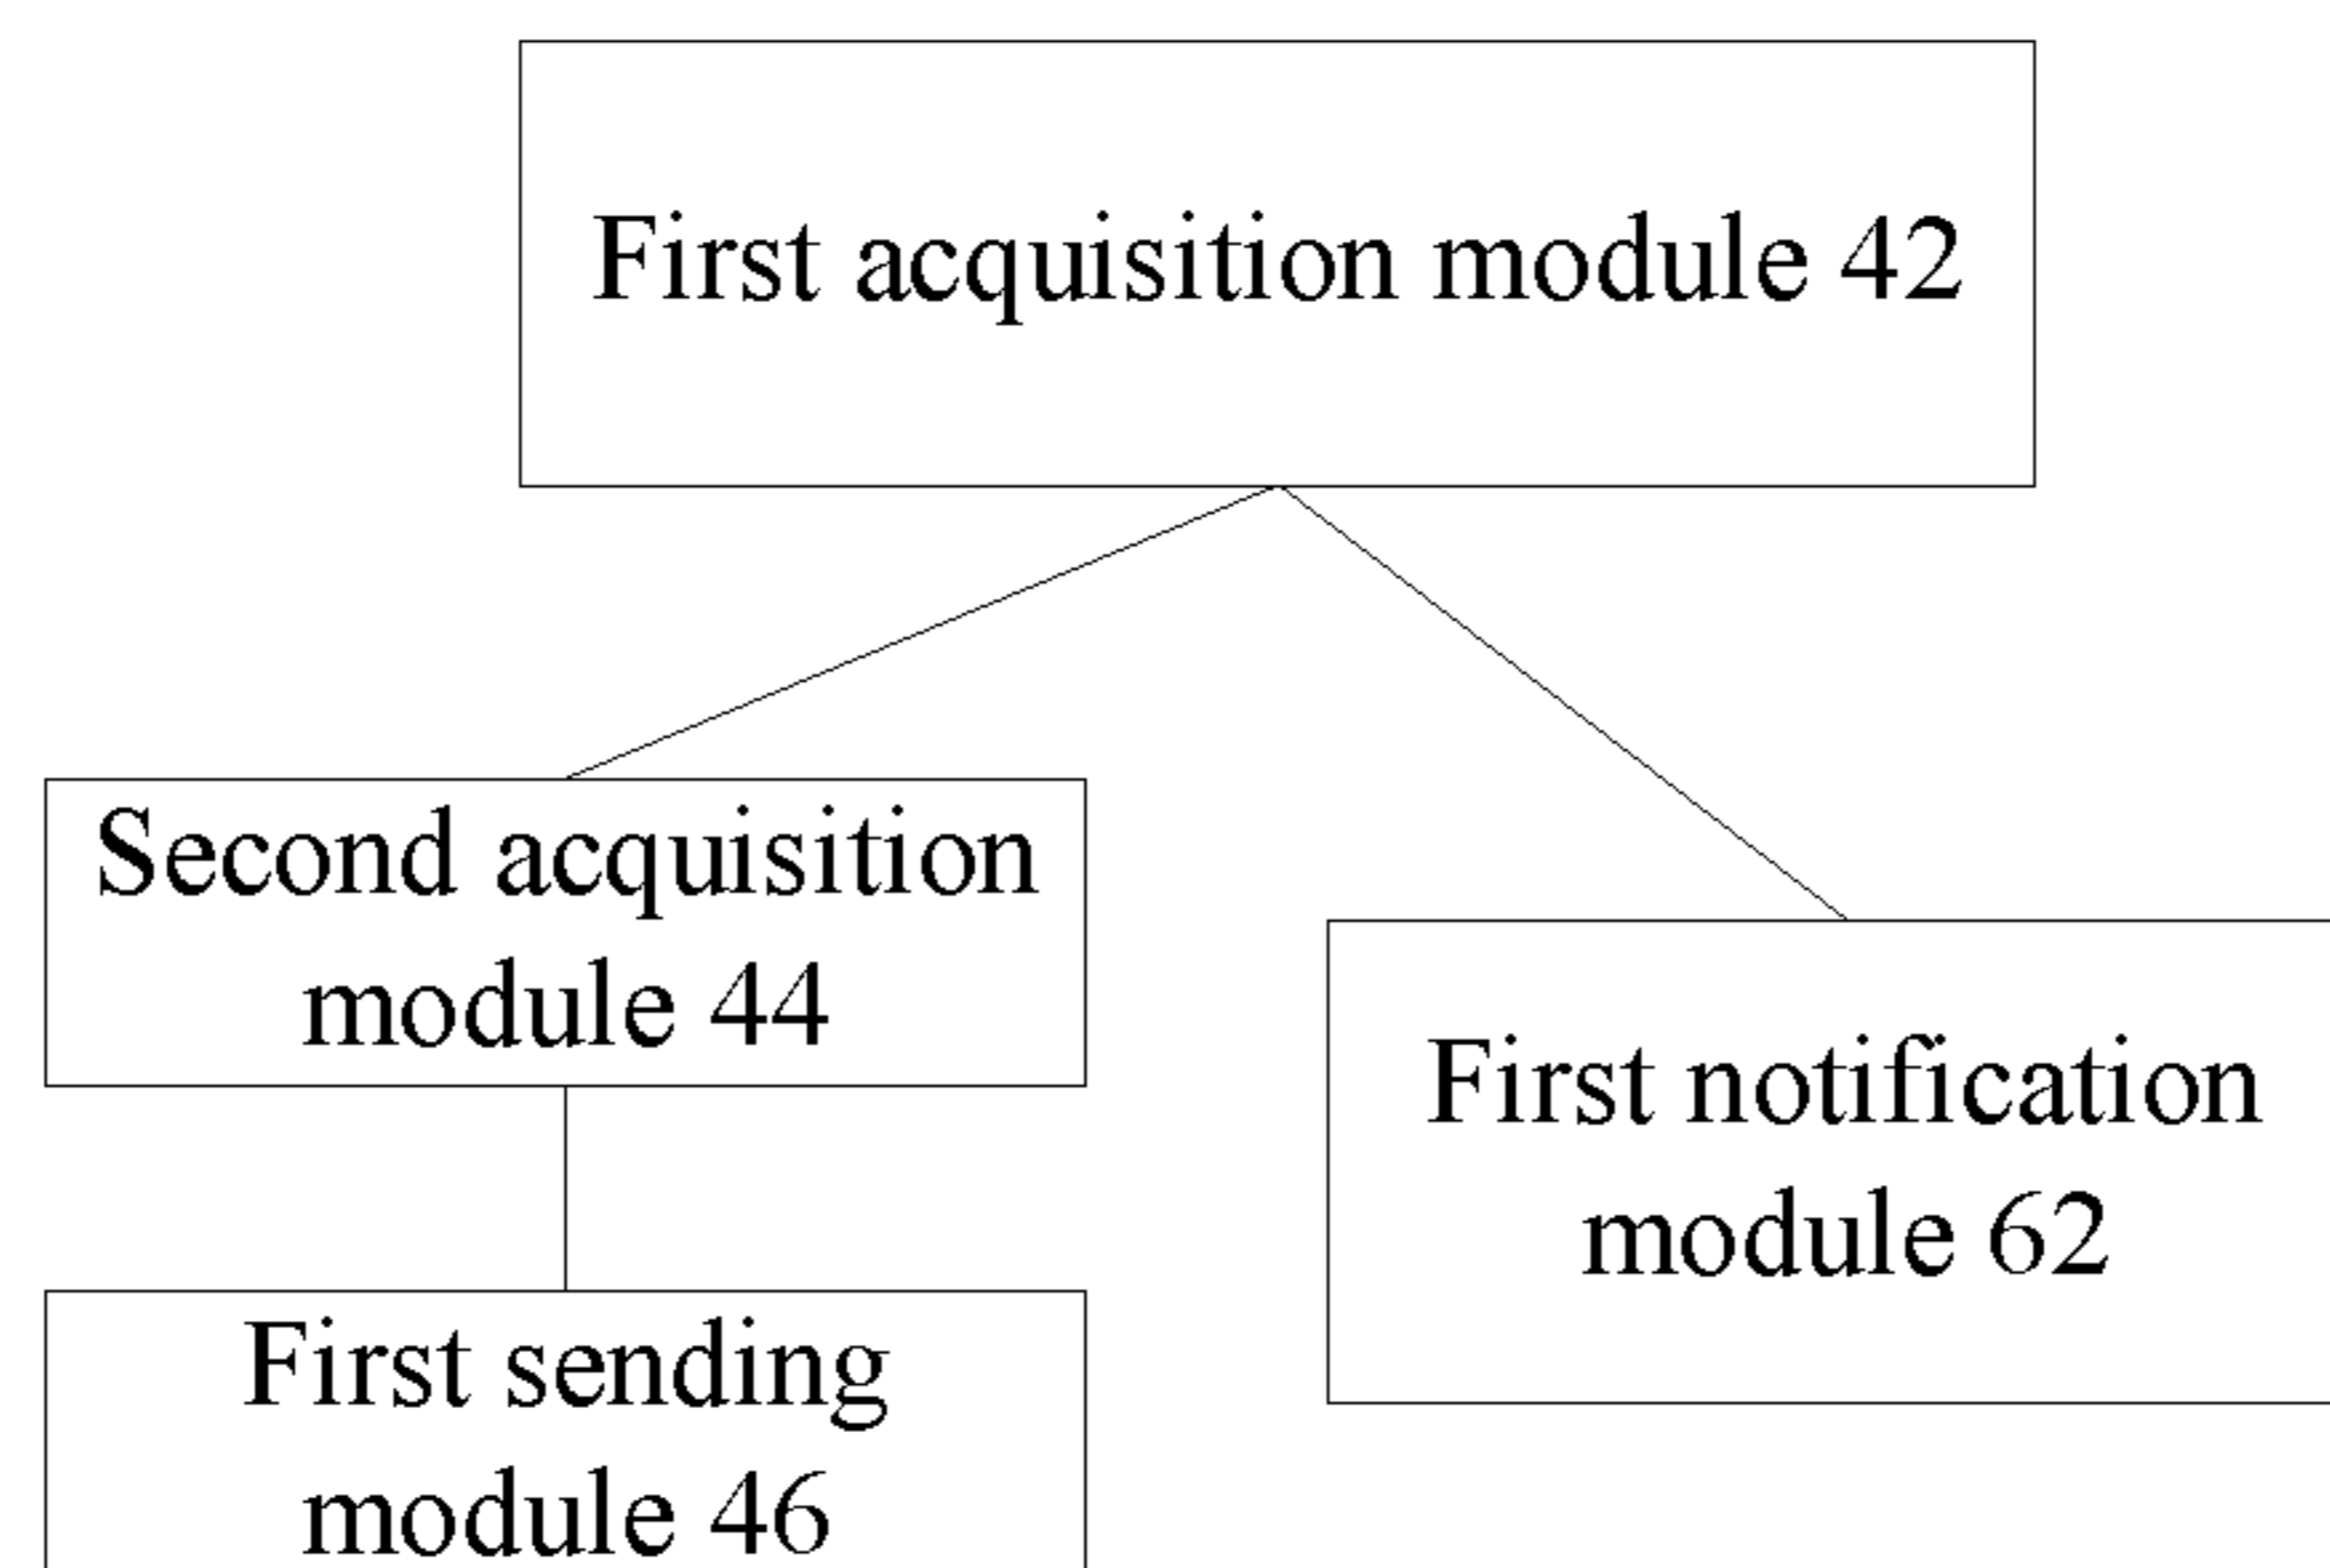 First acquisition module 42
Second acquisition
module 44
First notification
module 62
First sending
module 46